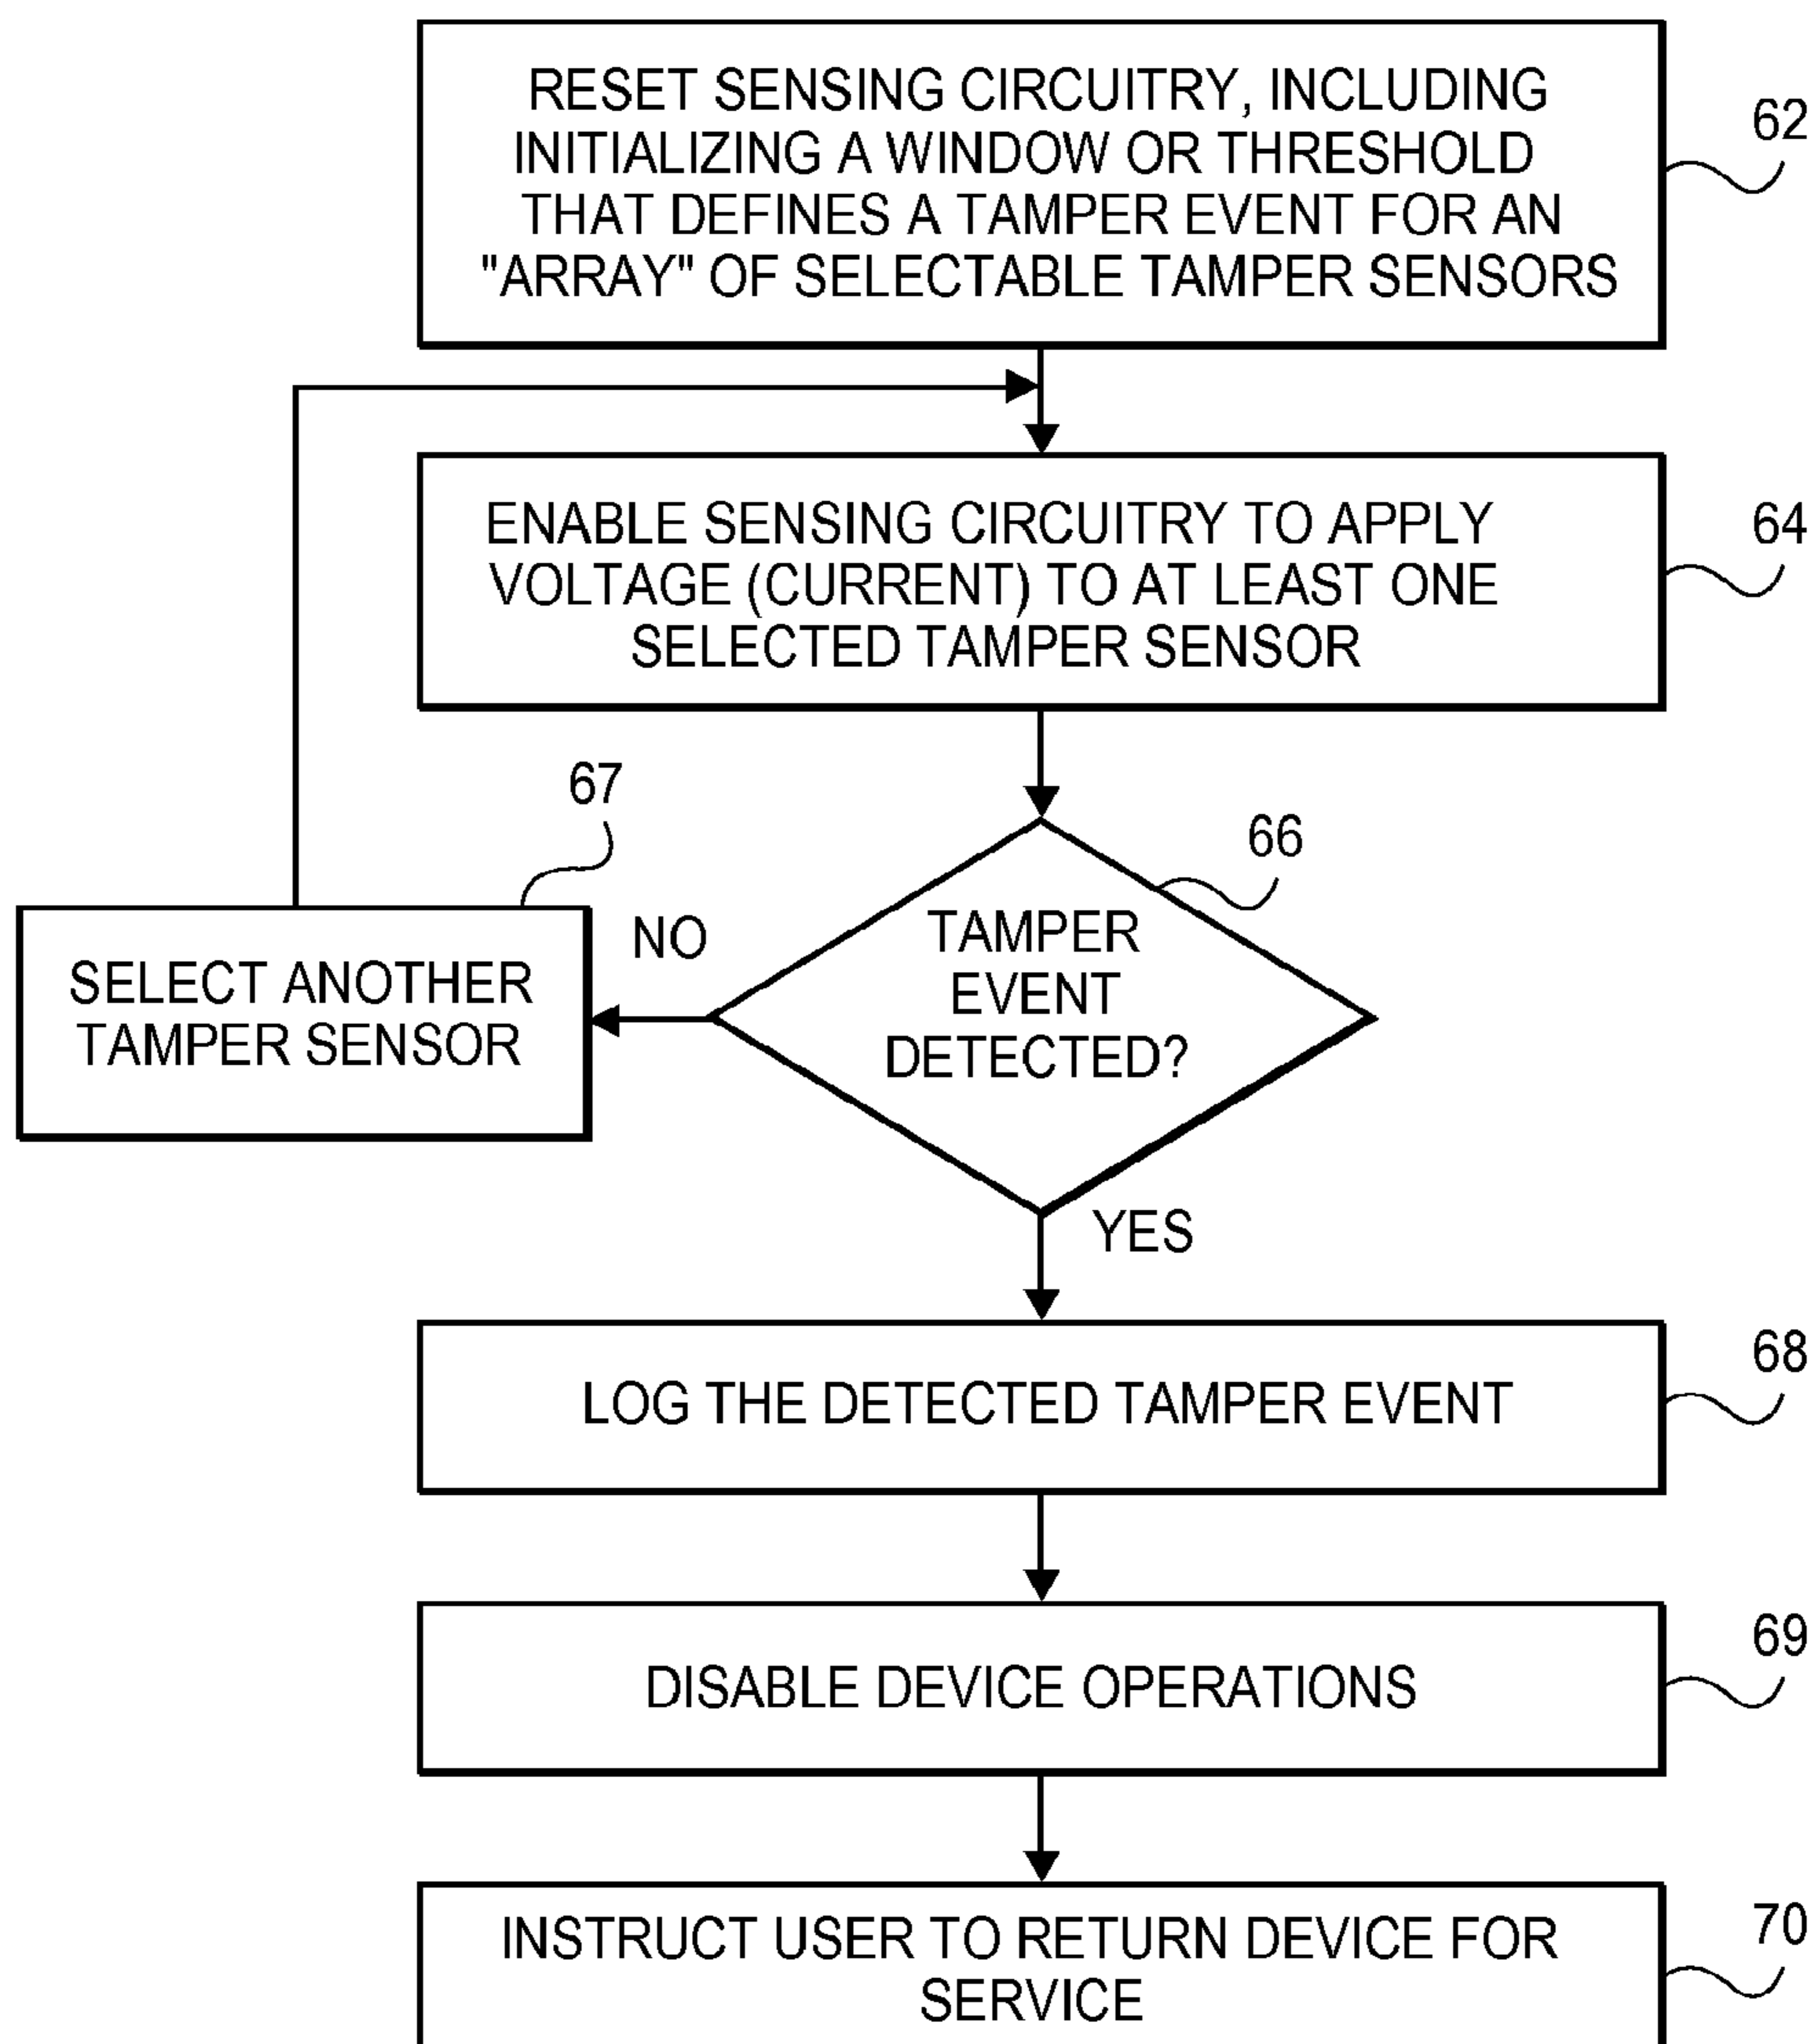 RESET SENSING CIRCUITRY, INCLUDING
INITIALIZING A WINDOW OR THRESHOLD
THAT DEFINES A TAMPER EVENT FOR AN
"ARRAY" OF SELECTABLE TAMPER SENSORS
62
ENABLE SENSING CIRCUITRY TO APPLY
VOLTAGE (CURRENT) TO AT LEAST ONE
SELECTED TAMPER SENSOR
64
67
66
SELECT ANOTHER
TAMPER SENSOR
NO
TAMPER
EVENT
DETECTED?
YES
LOG THE DETECTED TAMPER EVENT
68
DISABLE DEVICE OPERATIONS
69
INSTRUCT USER TO RETURN DEVICE FOR
SERVICE
70